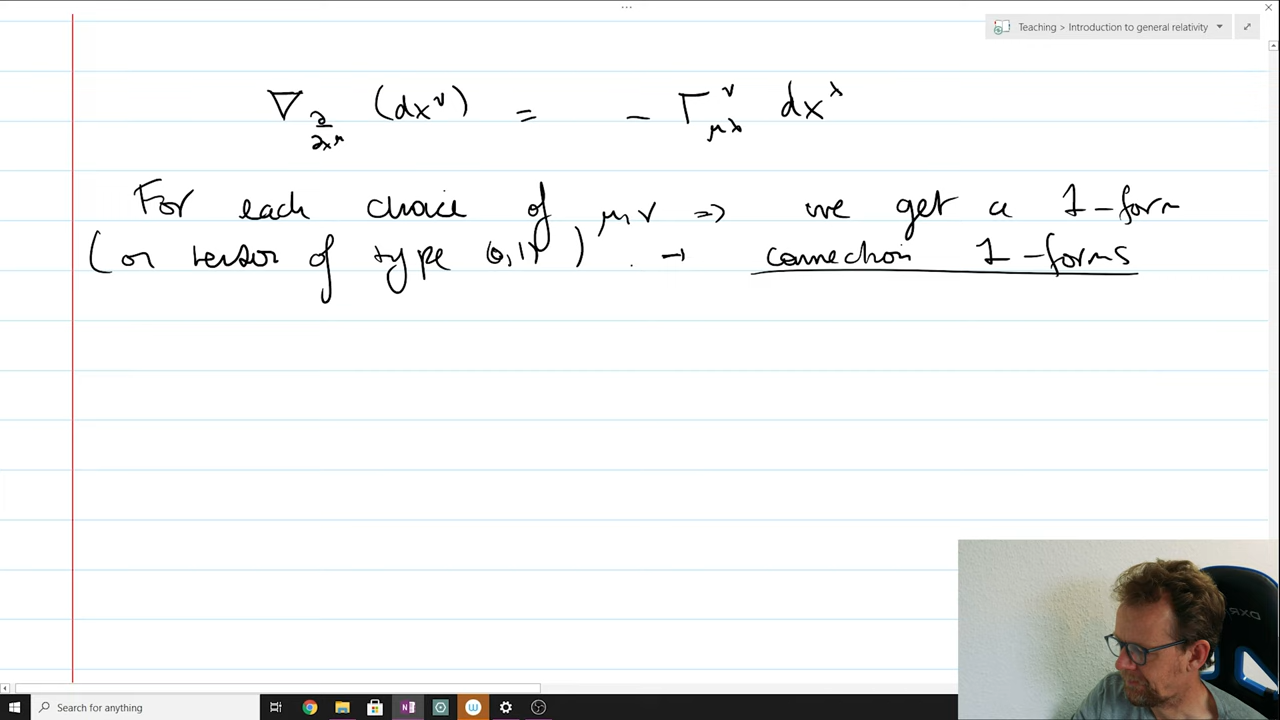 Teaching > Introduction to general relativity
∇_{∂/∂x^μ} (dx^ν) = - Γ^ν_{μλ} dx^λ
For each choice of μ, ν => we get a 1-form
(or tensor of type (0,1)) . → connection 1-forms
DXR
Search for anything